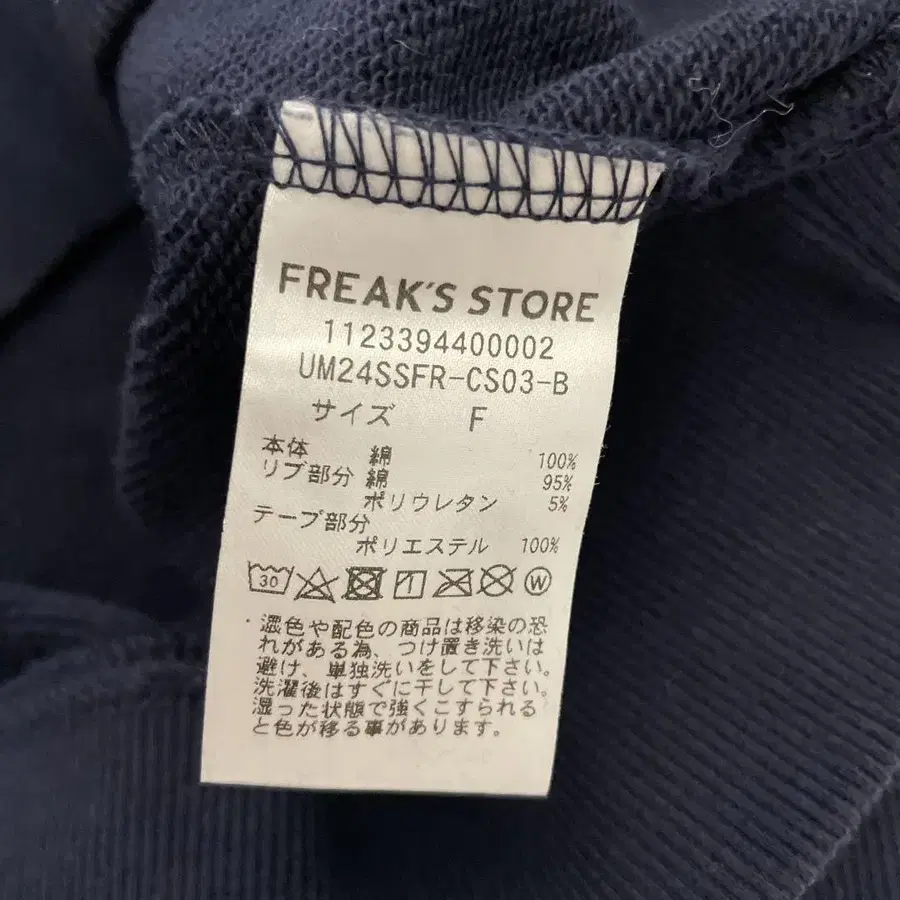 FREAK'S STORE
1123394400002
UM24SSFR-CS03-B
サイズ F
本体 綿 100%
リブ部分 綿 95%
ポリウレタン 5%
テープ部分
ポリエステル 100%
30 W
・濃色や配色の商品は移染の恐
れがある為、つけ置き洗いは
避け、単独洗いをして下さい。
洗濯後はすぐに干して下さい。
湿った状態で強くこすられる
と色が移る事があります。